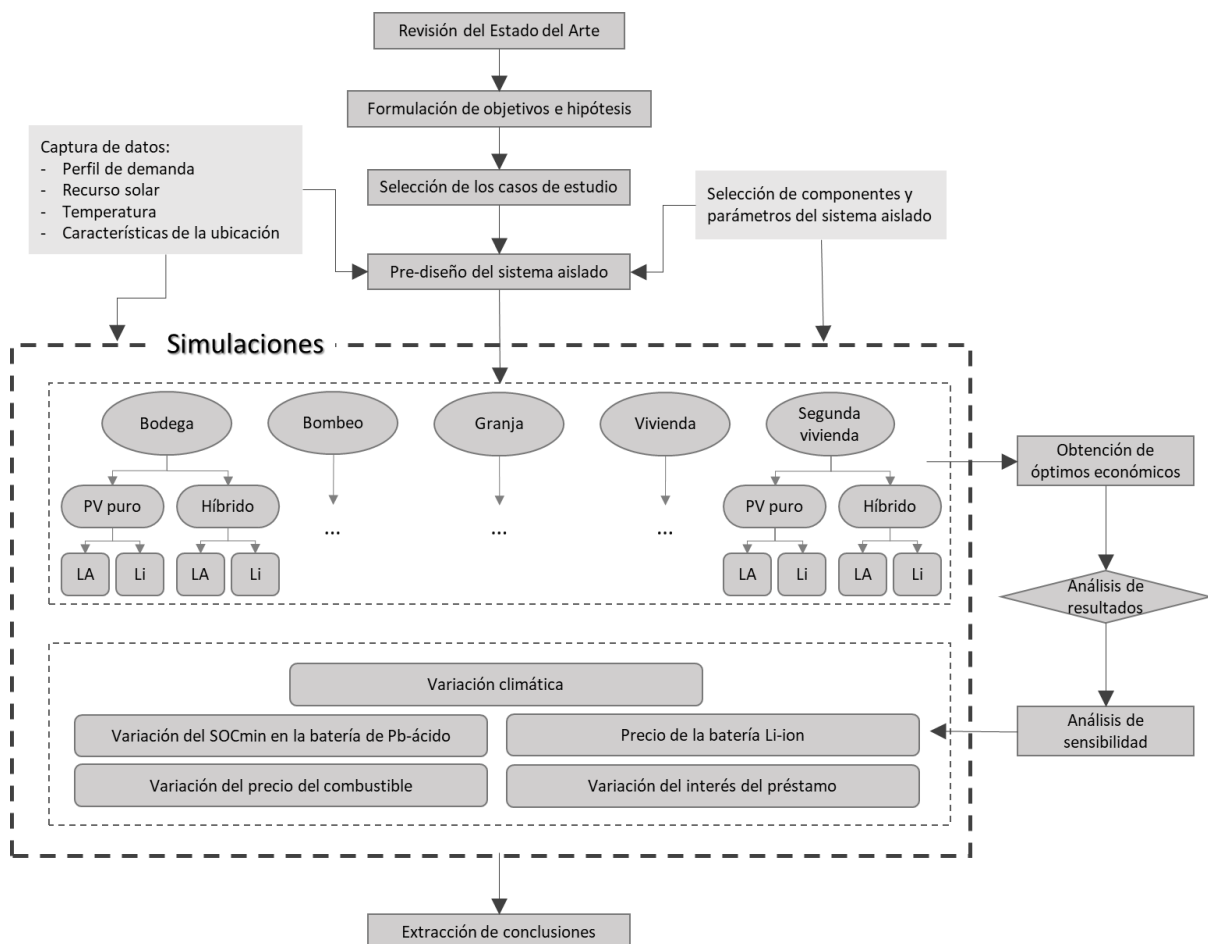 Revisión del Estado del Arte
Formulación de objetivos e hipótesis
Captura de datos:
- Perfil de demanda
- Recurso solar
- Temperatura
- Características de la ubicación
Selección de los casos de estudio
Selección de componentes y
parámetros del sistema aislado
Pre-diseño del sistema aislado
Simulaciones
Bodega
Bombeo
Granja
Vivienda
Segunda
vivienda
PV puro
Híbrido
...
...
...
PV puro
Híbrido
LA
Li
LA
Li
LA
Li
LA
Li
Obtención de
óptimos económicos
Análisis de
resultados
Análisis de
sensibilidad
Variación climática
Variación del SOCmin en la batería de Pb-ácido
Precio de la batería Li-ion
Variación del precio del combustible
Variación del interés del préstamo
Extracción de conclusiones